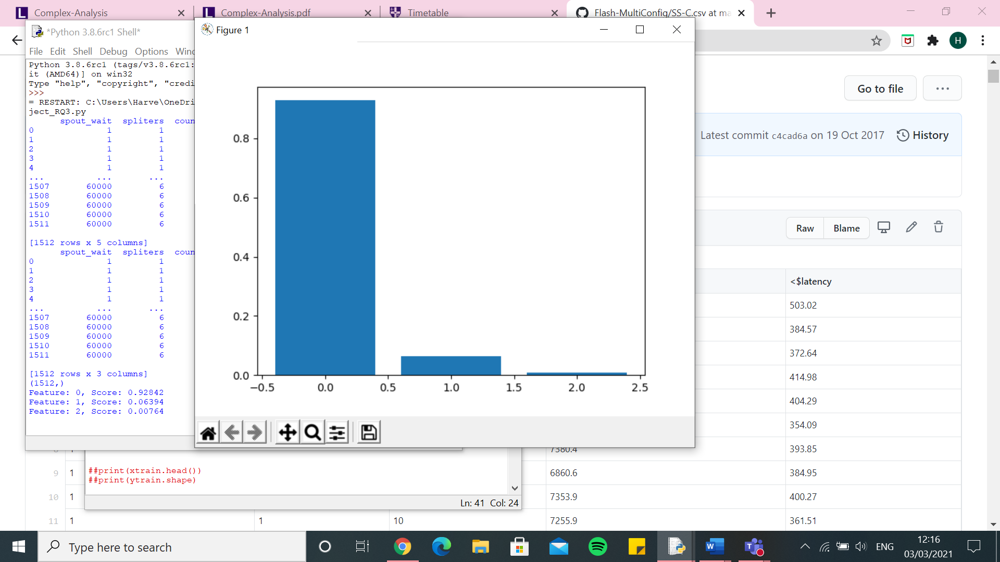 Complex-Analysis
Complex-Analysis.pdf
Timetable
Flash-MultiConfig/SS-C.csv at ma
*Python 3.8.6rc1 Shell*
File Edit Shell Debug Options Winc
Python 3.8.6rc1 (tags/v3.8.6rc1:
it (AMD64)] on win32
Type "help", "copyright", "credi
>>>
= RESTART: C:\Users\Harve\OneDri
ject_RQ3.py
spout_wait spliters coun
0 1 1
1 1 1
2 1 1
3 1 1
4 1 1
... ... ...
1507 60000 6
1508 60000 6
1509 60000 6
1510 60000 6
1511 60000 6
[1512 rows x 5 columns]
spout_wait spliters coun
0 1 1
1 1 1
2 1 1
3 1 1
4 1 1
... ... ...
1507 60000 6
1508 60000 6
1509 60000 6
1510 60000 6
1511 60000 6
[1512 rows x 3 columns]
(1512,)
Feature: 0, Score: 0.92842
Feature: 1, Score: 0.06394
Feature: 2, Score: 0.00764
Figure 1
0.8
0.6
0.4
0.2
0.0
−0.5 0.0 0.5 1.0 1.5 2.0 2.5
H
Go to file
...
Latest commit c4cad6a on 19 Oct 2017 History
Raw Blame
<$latency
503.02
384.57
372.64
414.98
404.29
354.09
7380.4 393.85
9 1 6860.6 384.95
10 1 7353.9 400.27
11 1 1 10 7255.9 361.51
##print(xtrain.head())
##print(ytrain.shape)
Ln: 41 Col: 24
Type here to search
ENG
12:16
03/03/2021